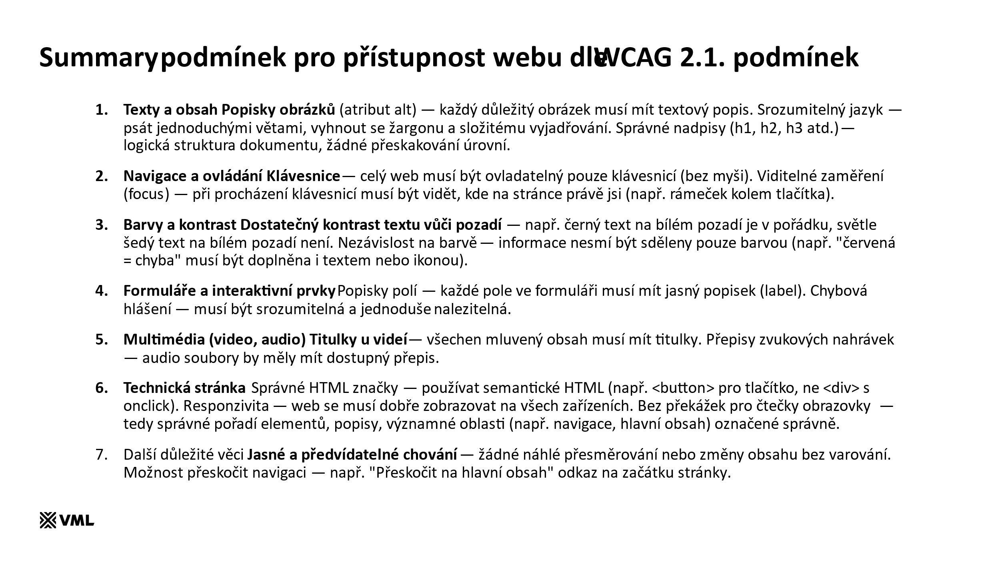 Summary podmínek pro přístupnost webu dle WCAG 2.1. podmínek
1. Texty a obsah Popisky obrázků (atribut alt) — každý důležitý obrázek musí mít textový popis. Srozumitelný jazyk —
psát jednoduchými větami, vyhnout se žargonu a složitému vyjadřování. Správné nadpisy (h1, h2, h3 atd.) —
logická struktura dokumentu, žádné přeskakování úrovní.
2. Navigace a ovládání Klávesnice — celý web musí být ovladatelný pouze klávesnicí (bez myši). Viditelné zaměření
(focus) — při procházení klávesnicí musí být vidět, kde na stránce právě jsi (např. rámeček kolem tlačítka).
3. Barvy a kontrast Dostatečný kontrast textu vůči pozadí — např. černý text na bílém pozadí je v pořádku, světle
šedý text na bílém pozadí není. Nezávislost na barvě — informace nesmí být sděleny pouze barvou (např. "červená
= chyba" musí být doplněna i textem nebo ikonou).
4. Formuláře a interaktivní prvky Popisky polí — každé pole ve formuláři musí mít jasný popisek (label). Chybová
hlášení — musí být srozumitelná a jednoduše nalezitelná.
5. Multimédia (video, audio) Titulky u videí — všechen mluvený obsah musí mít titulky. Přepisy zvukových nahrávek
— audio soubory by měly mít dostupný přepis.
6. Technická stránka Správné HTML značky — používat semantické HTML (např. <button> pro tlačítko, ne <div> s
onclick). Responzivita — web se musí dobře zobrazovat na všech zařízeních. Bez překážek pro čtečky obrazovky —
tedy správné pořadí elementů, popisy, významné oblasti (např. navigace, hlavní obsah) označené správně.
7. Další důležité věci Jasné a předvídatelné chování — žádné náhlé přesměrování nebo změny obsahu bez varování.
Možnost přeskočit navigaci — např. "Přeskočit na hlavní obsah" odkaz na začátku stránky.
VML